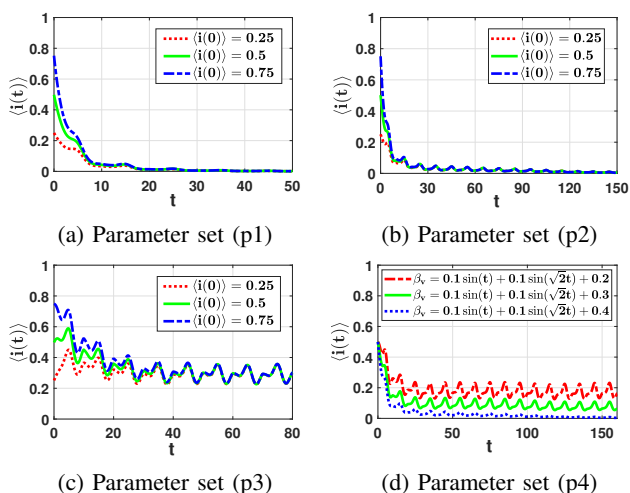 1
0.8
0.6
0.4
0.2
0
⟨i(t)⟩
⟨i(0)⟩ = 0.25
⟨i(0)⟩ = 0.5
⟨i(0)⟩ = 0.75
0 10 20 30 40 50
t
(a) Parameter set (p1)
1
0.8
0.6
0.4
0.2
0
⟨i(t)⟩
⟨i(0)⟩ = 0.25
⟨i(0)⟩ = 0.5
⟨i(0)⟩ = 0.75
0 30 60 90 120 150
t
(b) Parameter set (p2)
1
0.8
0.6
0.4
0.2
0
⟨i(t)⟩
⟨i(0)⟩ = 0.25
⟨i(0)⟩ = 0.5
⟨i(0)⟩ = 0.75
0 20 40 60 80
t
(c) Parameter set (p3)
1
0.8
0.6
0.4
0.2
0
⟨i(t)⟩
βv = 0.1 sin(t) + 0.1 sin(√2t) + 0.2
βv = 0.1 sin(t) + 0.1 sin(√2t) + 0.3
βv = 0.1 sin(t) + 0.1 sin(√2t) + 0.4
0 50 100 150
t
(d) Parameter set (p4)